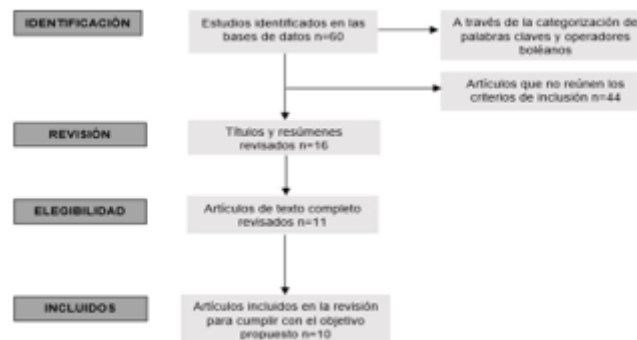 IDENTIFICACIÓN
Estudios identificados en las
bases de datos n=60
A través de la categorización de
palabras claves y operadores
boléanos
Artículos que no reúnen los
criterios de inclusión n=44
REVISIÓN
Títulos y resúmenes
revisados n=16
ELEGIBILIDAD
Artículos de texto completo
revisados n=11
INCLUIDOS
Artículos incluidos en la revisión
para cumplir con el objetivo
propuesto n=10